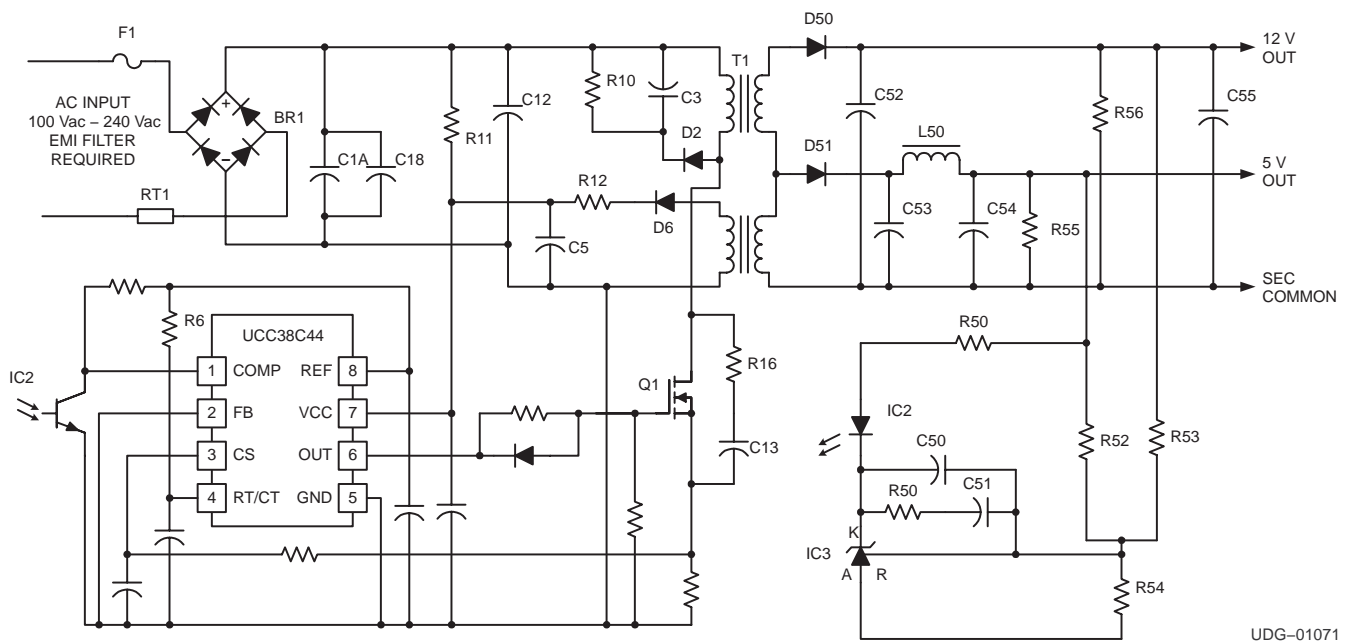 F1
D50
12 V
OUT
T1
R10
C3
C12
C52
R56
C55
AC INPUT
100 Vac – 240 Vac
EMI FILTER
REQUIRED
+
–
BR1
R11
D2
D51
L50
C1A
C18
5 V
OUT
RT1
R12
D6
C5
C53
C54
R55
SEC
COMMON
R6
UCC38C44
R50
R16
IC2
1 COMP REF 8
Q1
2 FB VCC 7
IC2
3 CS OUT 6
C13
C50
R52
R53
4 RT/CT GND 5
R50
C51
K
IC3
A R
R54
UDG–01071